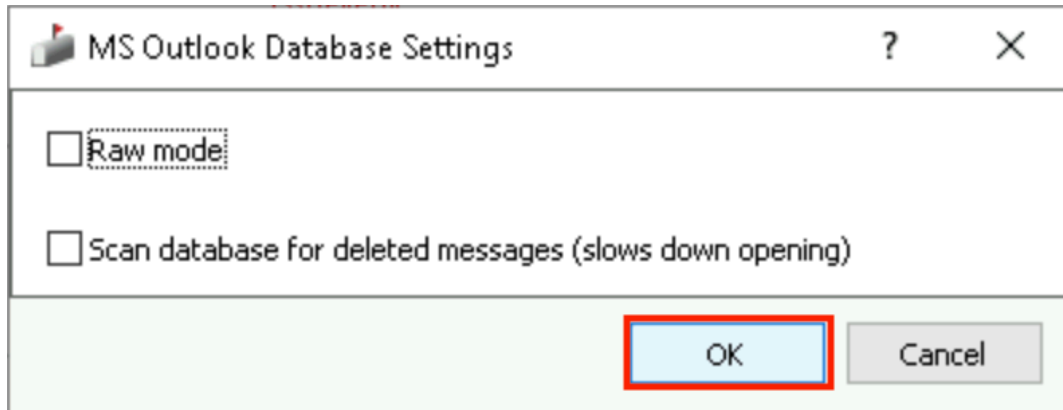 MS Outlook Database Settings
?
Raw mode
Scan database for deleted messages (slows down opening)
OK
Cancel